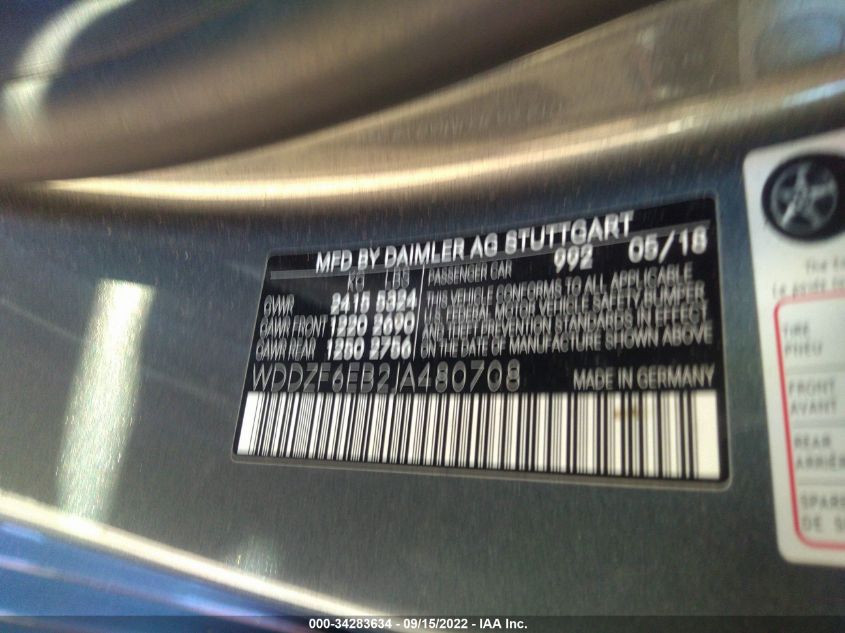 MFD BY DAIMLER AG STUTTGART
992 05/18
KG LBS PASSENGER CAR
GVWR 2415 5324
GAWR FRONT 1220 2690
GAWR REAR 1250 2756
THIS VEHICLE CONFORMS TO ALL APPLICABLE
U.S. FEDERAL MOTOR VEHICLE SAFETY BUMPER
AND THEFT PREVENTION STANDARDS IN EFFECT
ON THE DATE OF MANUFACTURE SHOWN ABOVE
WDDZF6EB2JA480708 MADE IN GERMANY
TIRE
PNEU
FRONT
AVANT
REAR
000-34283634 - 09/15/2022 - IAA Inc.